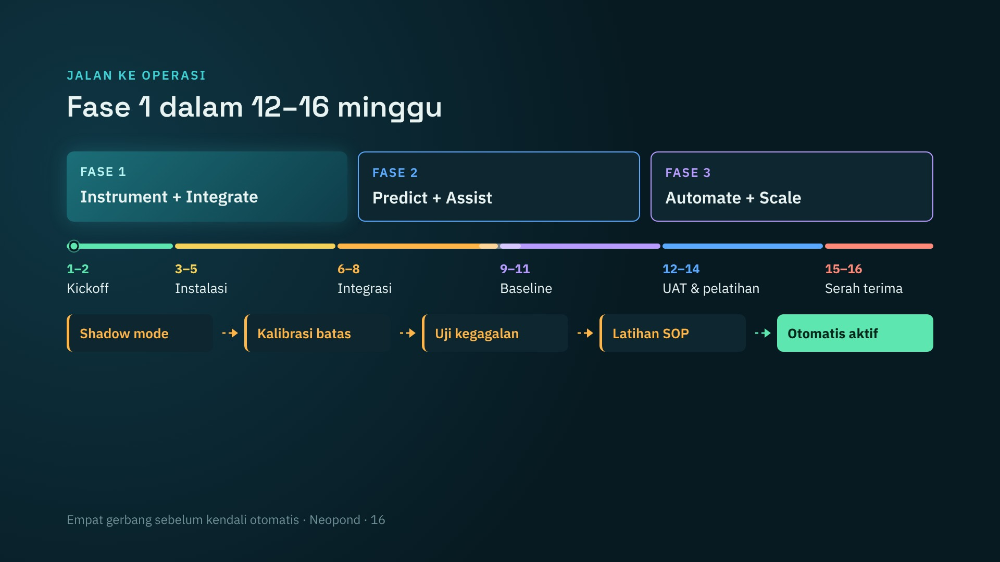 JALAN KE OPERASI
Fase 1 dalam 12–16 minggu
FASE 1
Instrument + Integrate
FASE 2
Predict + Assist
FASE 3
Automate + Scale
1–2
Kickoff
3–5
Instalasi
6–8
Integrasi
9–11
Baseline
12–14
UAT & pelatihan
15–16
Serah terima
Shadow mode
Kalibrasi batas
Uji kegagalan
Latihan SOP
Otomatis aktif
Empat gerbang sebelum kendali otomatis · Neopond · 16